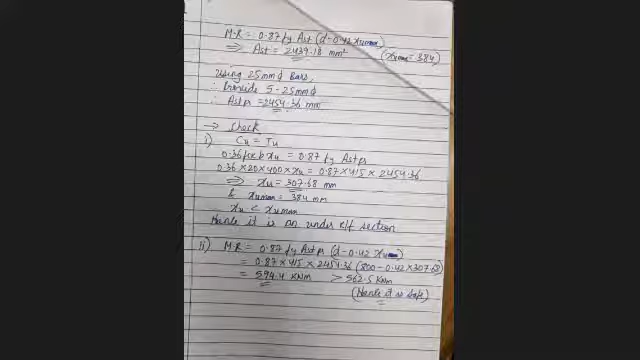 M.R = 0.87 fy Ast (d-0.42 xumax)
⇒ Ast = 2439.18 mm² (xumax = 384)
Using 25mmϕ Bars,
∴ Provide 5-25mmϕ
∴ Astpr = 2454.36 mm
→ Check
i) Cu = Tu
0.36 fck b xu = 0.87 fy Astpr
0.36 × 20 × 400 × xu = 0.87 × 415 × 2454.36
⇒ xu = 307.68 mm
& xumax = 384 mm
xu < xumax
Hence it is an under r/f section
ii) M.R = 0.87 fy Astpr (d-0.42 xu)
= 0.87 × 415 × 2454.36 (800 - 0.42 × 307.68)
= 594.4 KNm > 562.5 KNm
(Hence it is safe)